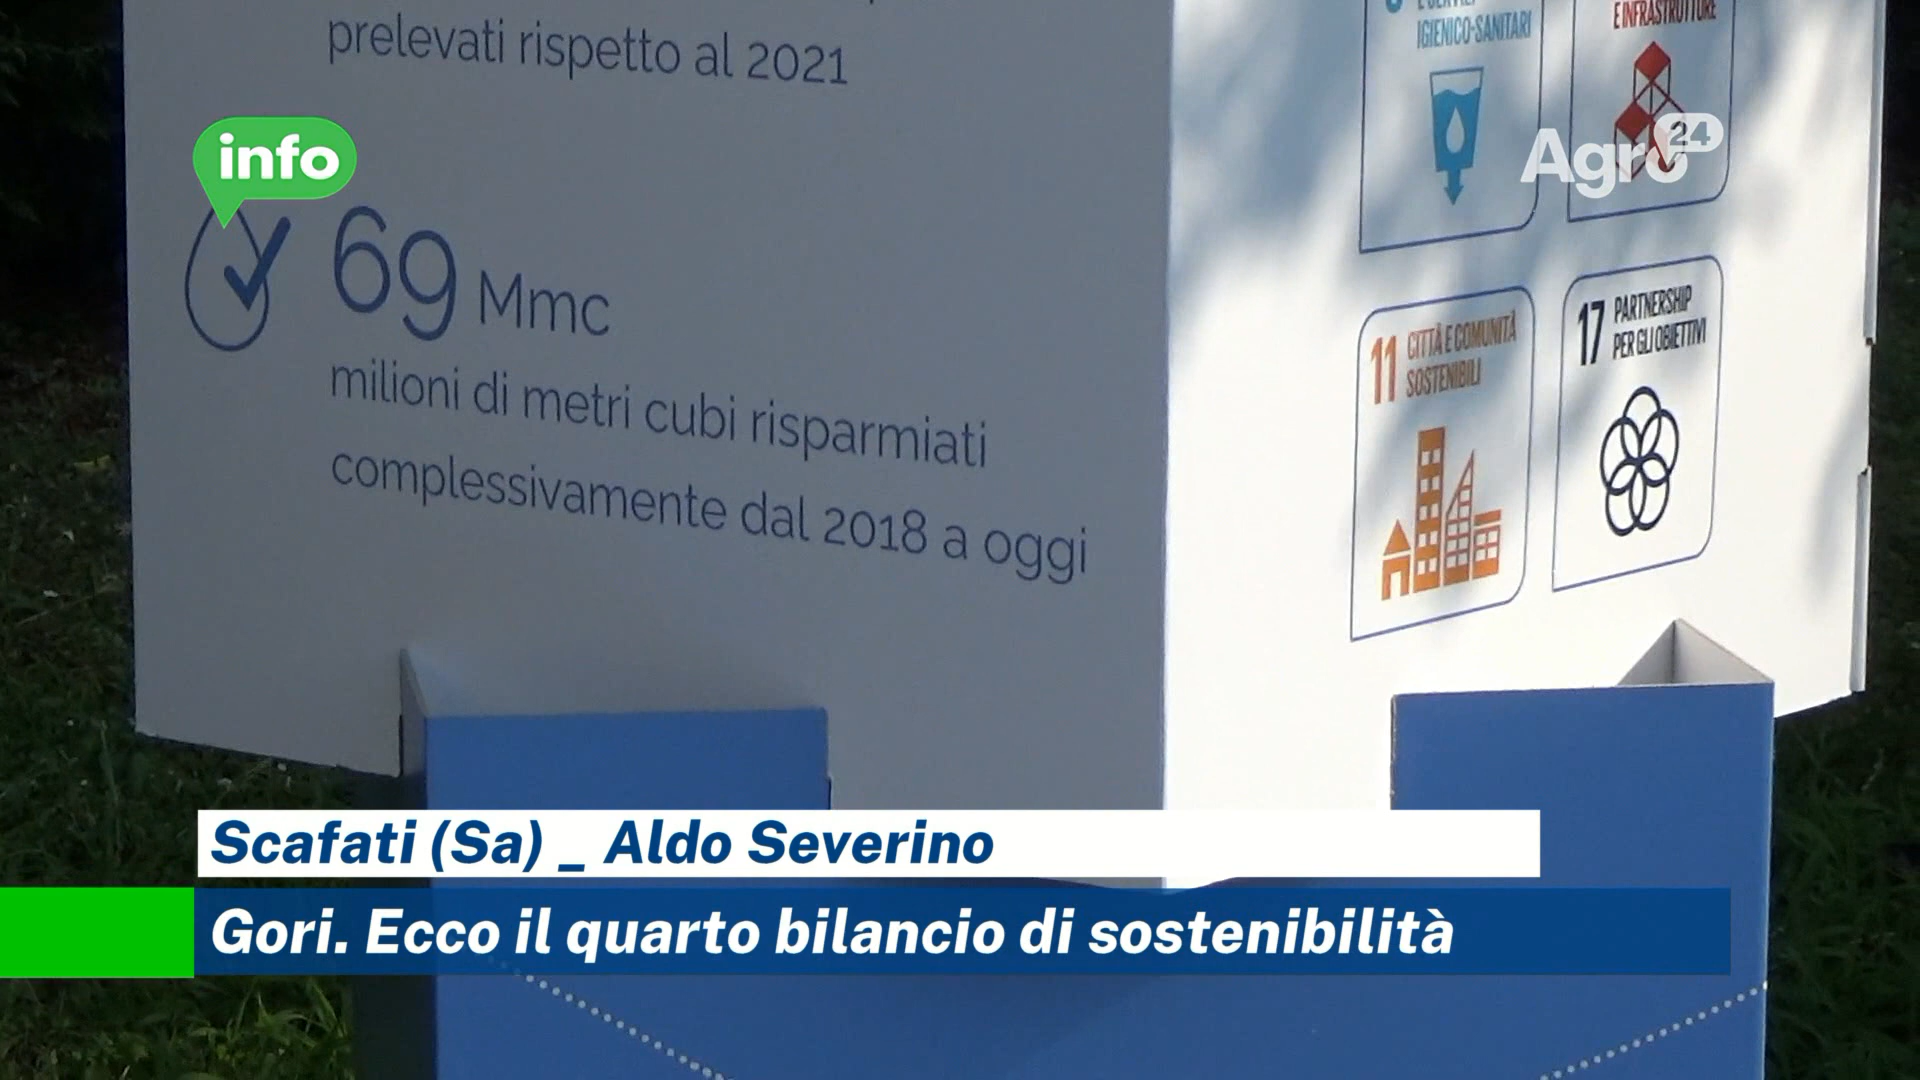 prelevati rispetto al 2021
info
69 Mmc
milioni di metri cubi risparmiati
complessivamente dal 2018 a oggi
IGIENICO-SANITARI
E INFRASTRUTTURE
Agro24
11 CITTÀ E COMUNITÀ
SOSTENIBILI
17 PARTNERSHIP
PER GLI OBIETTIVI
Scafati (Sa) _ Aldo Severino
Gori. Ecco il quarto bilancio di sostenibilità